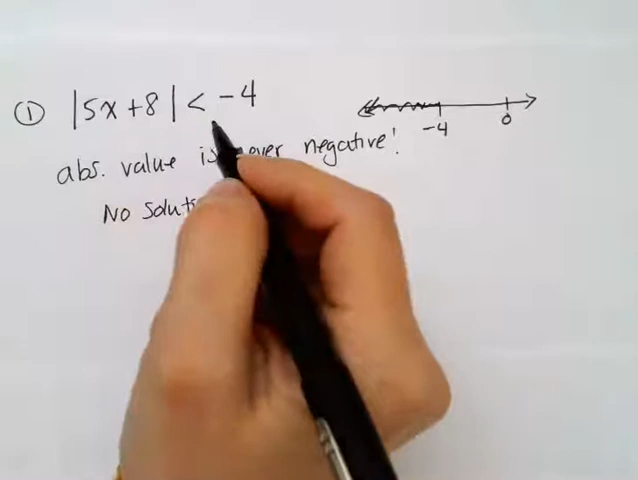 ① |5x+8| < -4
-4 0
abs. value is never negative!
No